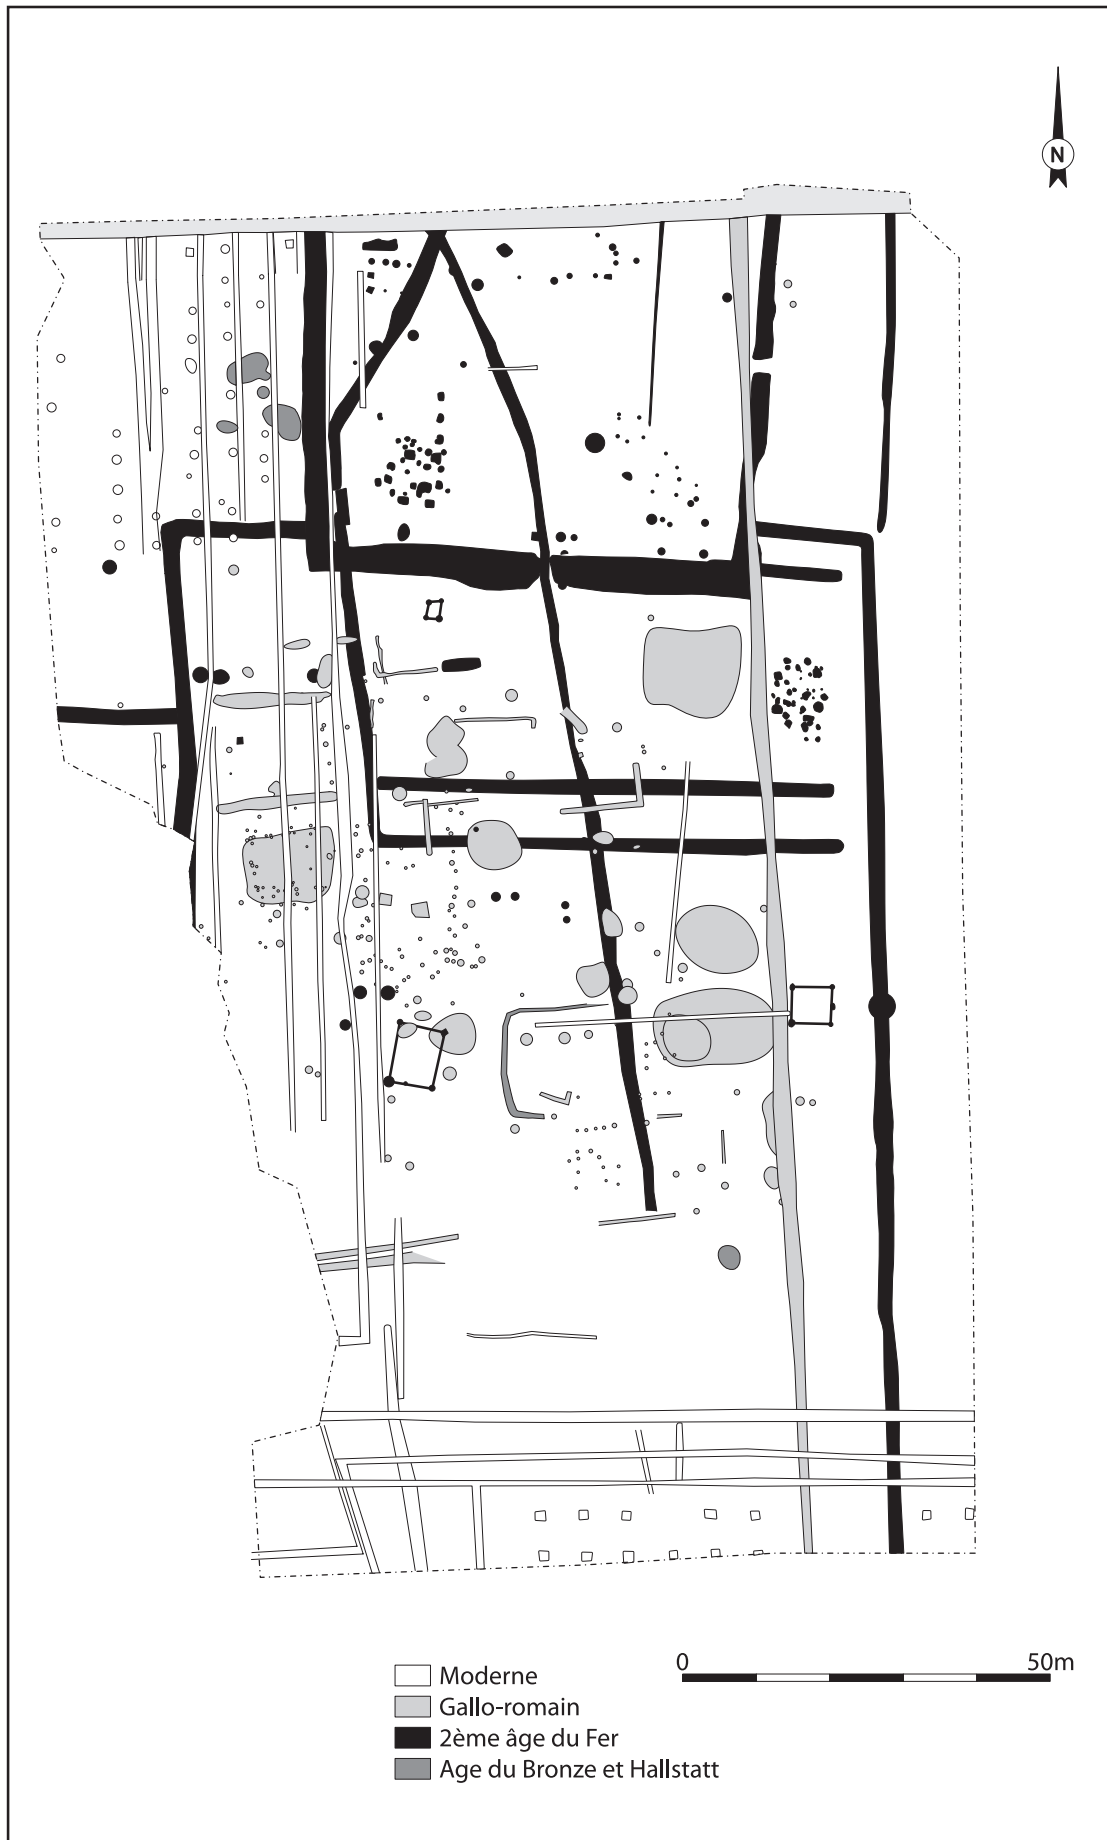 N
0 50m
Moderne
Gallo-romain
2ème âge du Fer
Age du Bronze et Hallstatt